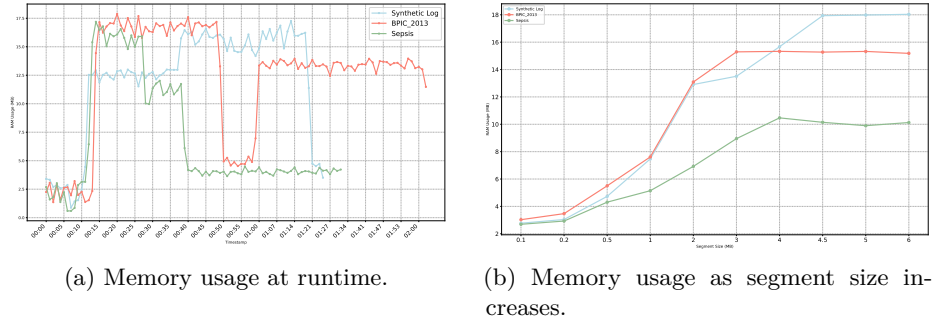 Synthetic Log
BPIC_2013
Sepsis
RAM Usage (MB)
17.5
15.0
12.5
10.0
7.5
5.0
2.5
0.0
00:00 00:05 00:10 00:15 00:20 00:25 00:30 00:35 00:40 00:45 00:50 00:55 01:00 01:07 01:14 01:21 01:27 01:34 01:41 01:47 01:53 02:00
Timestamp
(a) Memory usage at runtime.
Synthetic Log
BPIC_2013
Sepsis
RAM Usage (MB)
18
16
14
12
10
8
6
4
2
0.1 0.2 0.5 1 2 3 4 4.5 5 6
Segment Size (MB)
(b) Memory usage as segment size in-
creases.